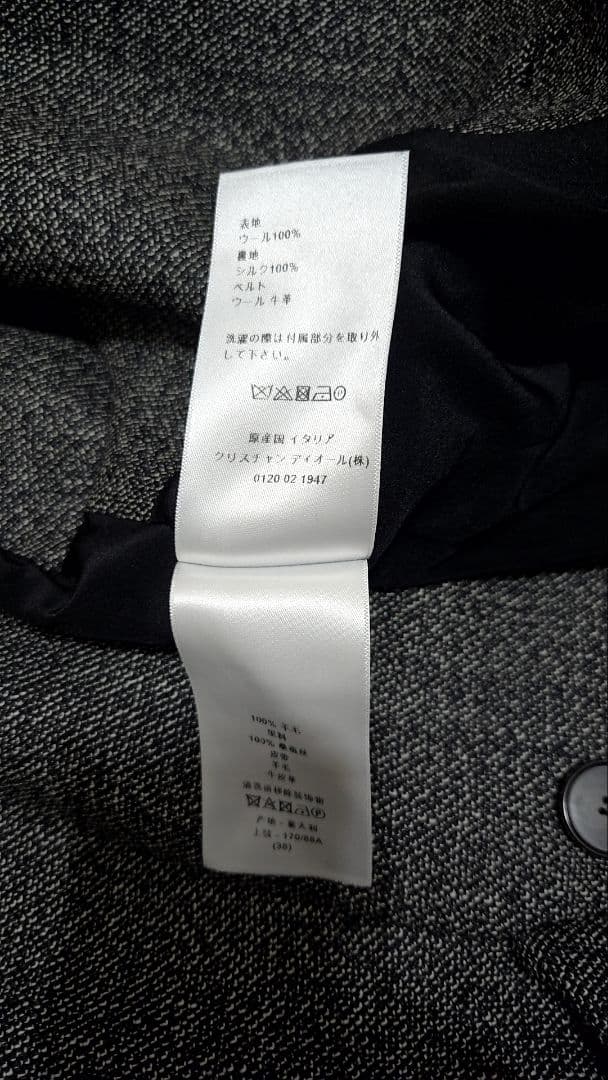 表地
ウール100%
裏地
シルク100%
ベルト
ウール 牛革
洗濯の際は付属部分を取り外
して下さい。
原産国 イタリア
クリスチャン ディオール(株)
0120 02 1947
100% 羊毛
里料
100% 桑蚕丝
皮带
羊毛
牛皮革
产地 - 意大利
上装 - 170/88A
(38)